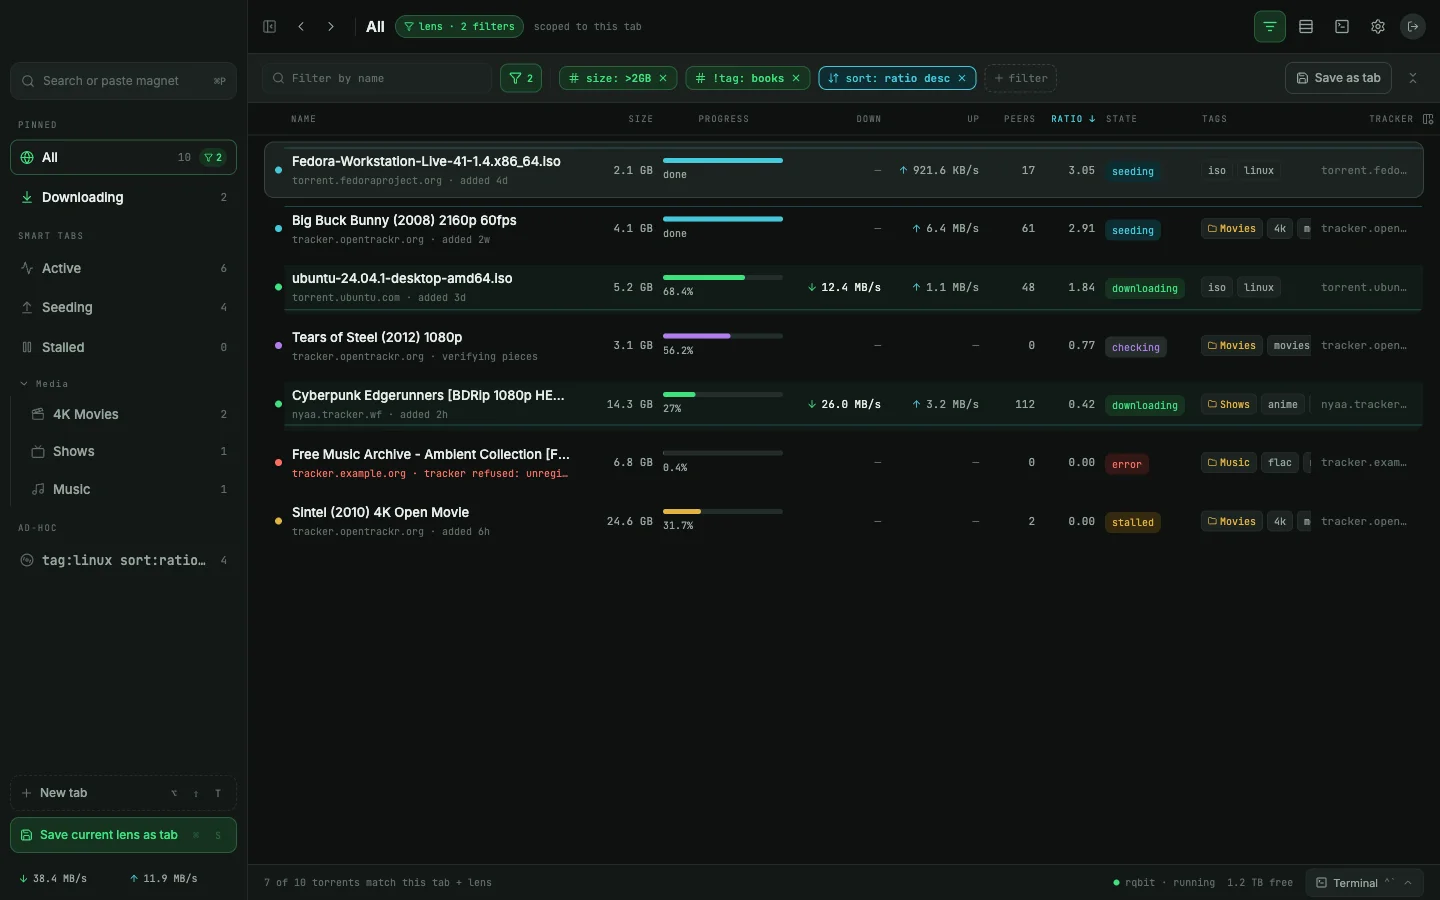 All
lens · 2 filters
scoped to this tab
Search or paste magnet ⌘P
PINNED
All 10 2
Downloading 2
SMART TABS
Active 6
Seeding 4
Stalled 0
Media
4K Movies 2
Shows 1
Music 1
AD-HOC
tag:linux sort:ratio… 4
New tab ⌥ ⇧ T
Save current lens as tab ⌘ S
↓ 38.4 MB/s ↑ 11.9 MB/s
Filter by name
2
# size: >2GB ×
# !tag: books ×
sort: ratio desc ×
+ filter
Save as tab
NAME SIZE PROGRESS DOWN UP PEERS RATIO ↓ STATE TAGS TRACKER
Fedora-Workstation-Live-41-1.4.x86_64.iso
torrent.fedoraproject.org · added 4d
2.1 GB done — ↑ 921.6 KB/s 17 3.05 seeding iso linux torrent.fedo…
Big Buck Bunny (2008) 2160p 60fps
tracker.opentrackr.org · added 2w
4.1 GB done — ↑ 6.4 MB/s 61 2.91 seeding Movies 4k m tracker.open…
ubuntu-24.04.1-desktop-amd64.iso
torrent.ubuntu.com · added 3d
5.2 GB 68.4% ↓ 12.4 MB/s ↑ 1.1 MB/s 48 1.84 downloading iso linux torrent.ubun…
Tears of Steel (2012) 1080p
tracker.opentrackr.org · verifying pieces
3.1 GB 56.2% — — 0 0.77 checking Movies movies tracker.open…
Cyberpunk Edgerunners [BDRip 1080p HE…
nyaa.tracker.wf · added 2h
14.3 GB 27% ↓ 26.0 MB/s ↑ 3.2 MB/s 112 0.42 downloading Shows anime nyaa.tracker…
Free Music Archive - Ambient Collection [F…
tracker.example.org · tracker refused: unregi…
6.8 GB 0.4% — — 0 0.00 error Music flac tracker.exam…
Sintel (2010) 4K Open Movie
tracker.opentrackr.org · added 6h
24.6 GB 31.7% — — 2 0.00 stalled Movies 4k m tracker.open…
7 of 10 torrents match this tab + lens
rqbit · running 1.2 TB free
Terminal ⌃`